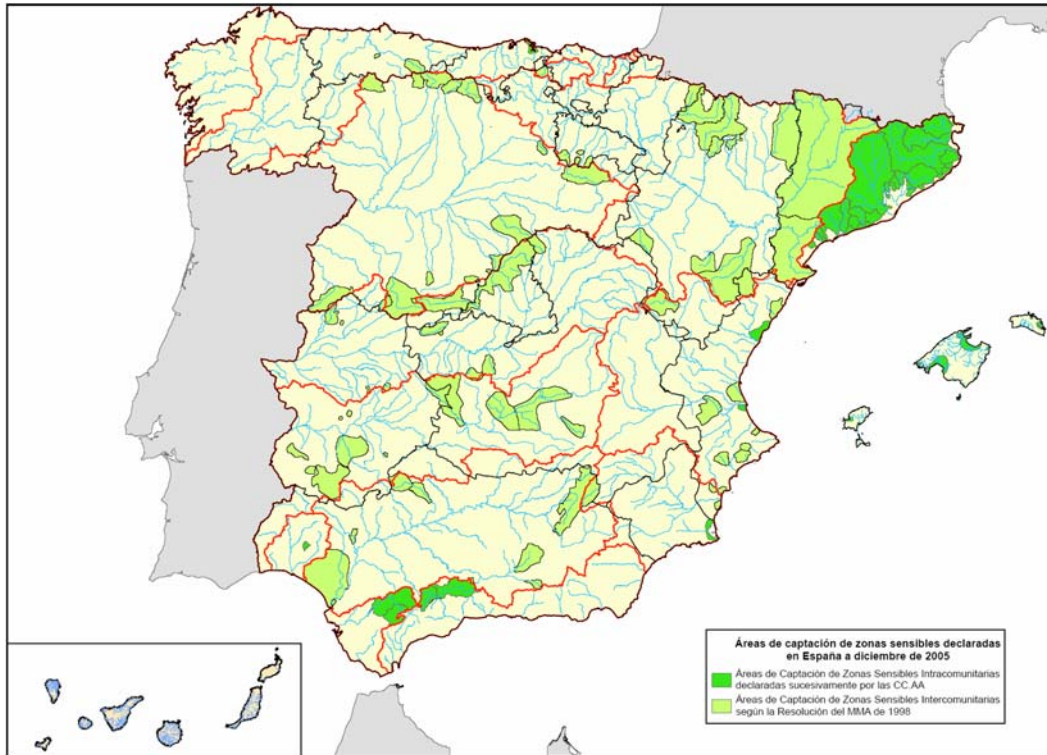 Áreas de captación de zonas sensibles declaradas
en España a diciembre de 2005
Áreas de Captación de Zonas Sensibles Intracomunitarias
declaradas sucesivamente por las CC.AA
Áreas de Captación de Zonas Sensibles Intercomunitarias
según la Resolución del MMA de 1998